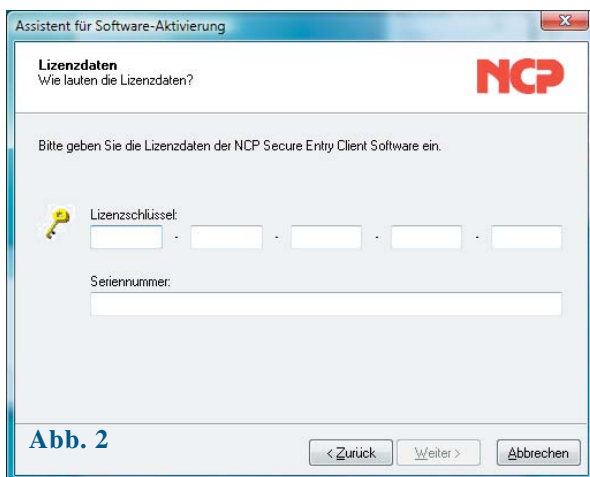 Assistent für Software-Aktivierung
Lizenzdaten
Wie lauten die Lizenzdaten?
NCP
Bitte geben Sie die Lizenzdaten der NCP Secure Entry Client Software ein.
Lizenzschlüssel:
- - - -
Seriennummer:
Abb. 2
< Zurück Weiter > Abbrechen